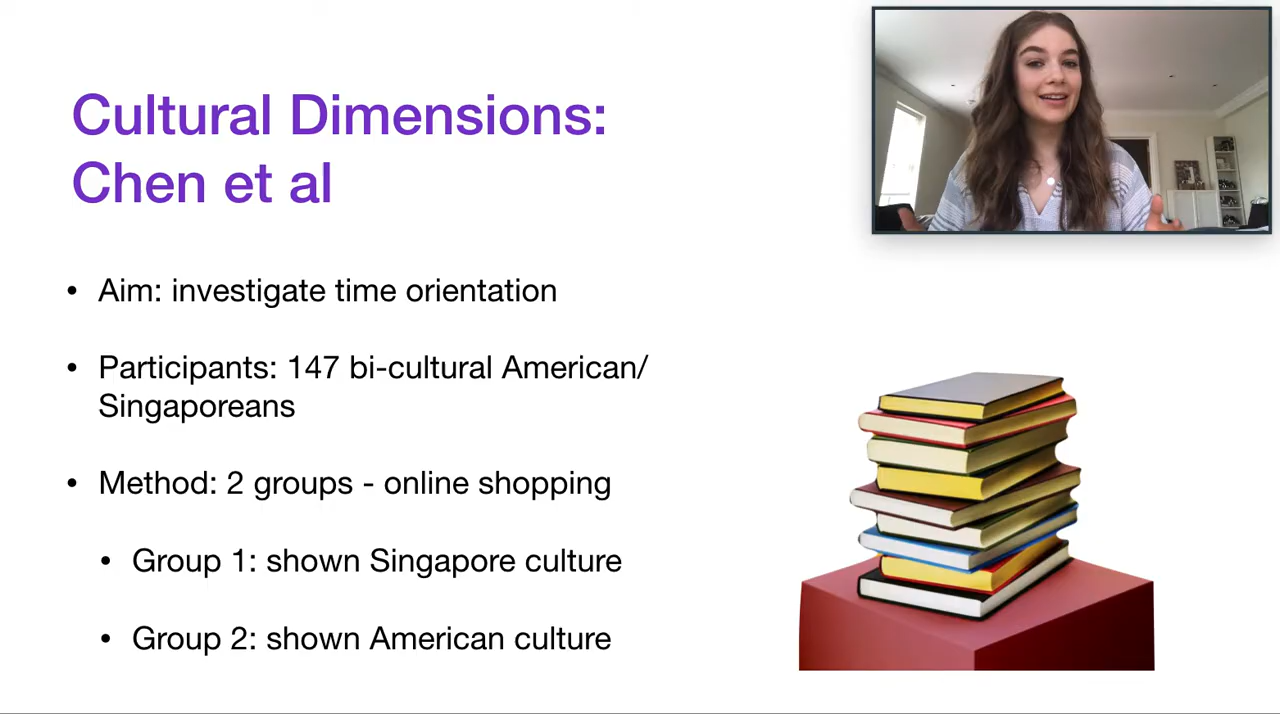 Cultural Dimensions:
Chen et al
• Aim: investigate time orientation
• Participants: 147 bi-cultural American/
Singaporeans
• Method: 2 groups - online shopping
• Group 1: shown Singapore culture
• Group 2: shown American culture